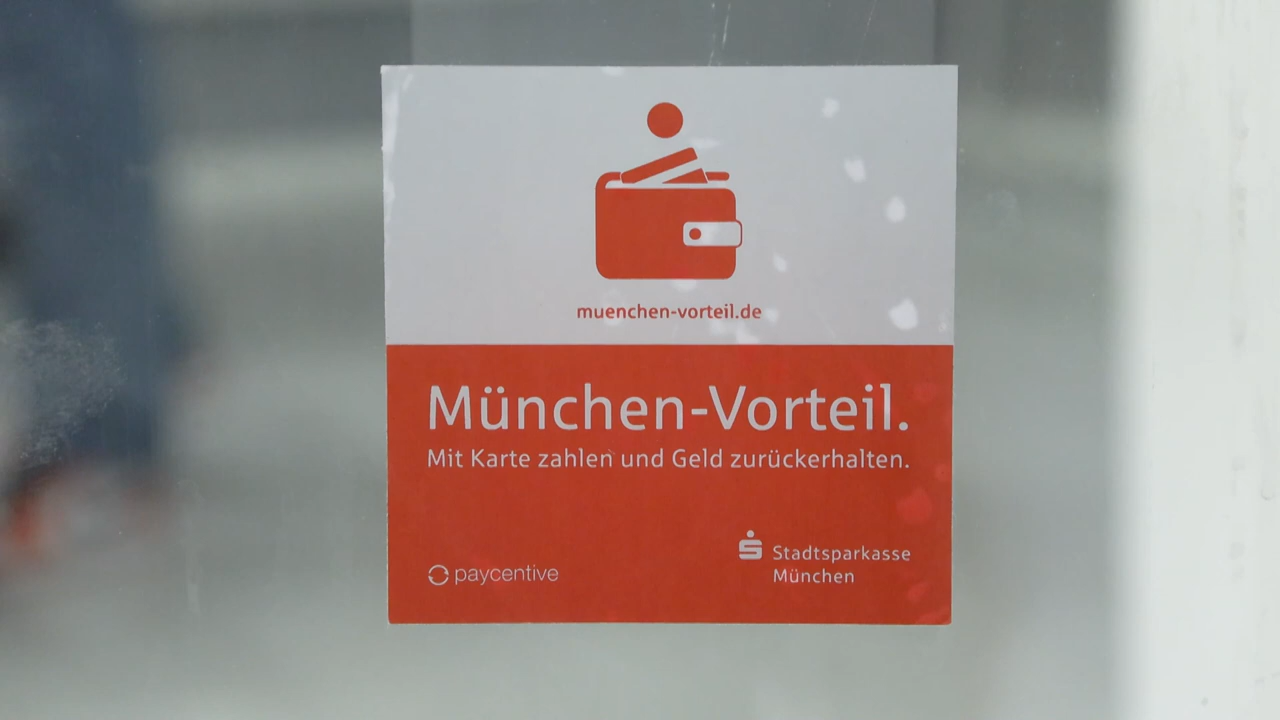 muenchen-vorteil.de
München-Vorteil.
Mit Karte zahlen und Geld zurückerhalten.
paycentive
Stadtsparkasse
München